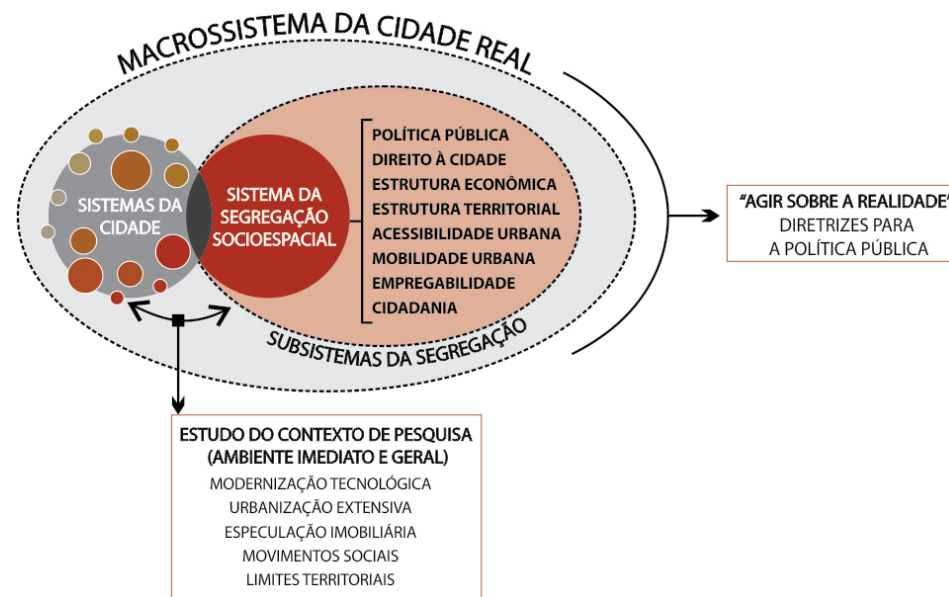 MACROSSISTEMA DA CIDADE REAL
SISTEMAS DA
CIDADE
SISTEMA DA
SEGREGAÇÃO
SOCIOESPACIAL
POLÍTICA PÚBLICA
DIREITO À CIDADE
ESTRUTURA ECONÔMICA
ESTRUTURA TERRITORIAL
ACESSIBILIDADE URBANA
MOBILIDADE URBANA
EMPREGABILIDADE
CIDADANIA
SUBSISTEMAS DA SEGREGAÇÃO
"AGIR SOBRE A REALIDADE"
DIRETRIZES PARA
A POLÍTICA PÚBLICA
ESTUDO DO CONTEXTO DE PESQUISA
(AMBIENTE IMEDIATO E GERAL)
MODERNIZAÇÃO TECNOLÓGICA
URBANIZAÇÃO EXTENSIVA
ESPECULAÇÃO IMOBILIÁRIA
MOVIMENTOS SOCIAIS
LIMITES TERRITORIAIS